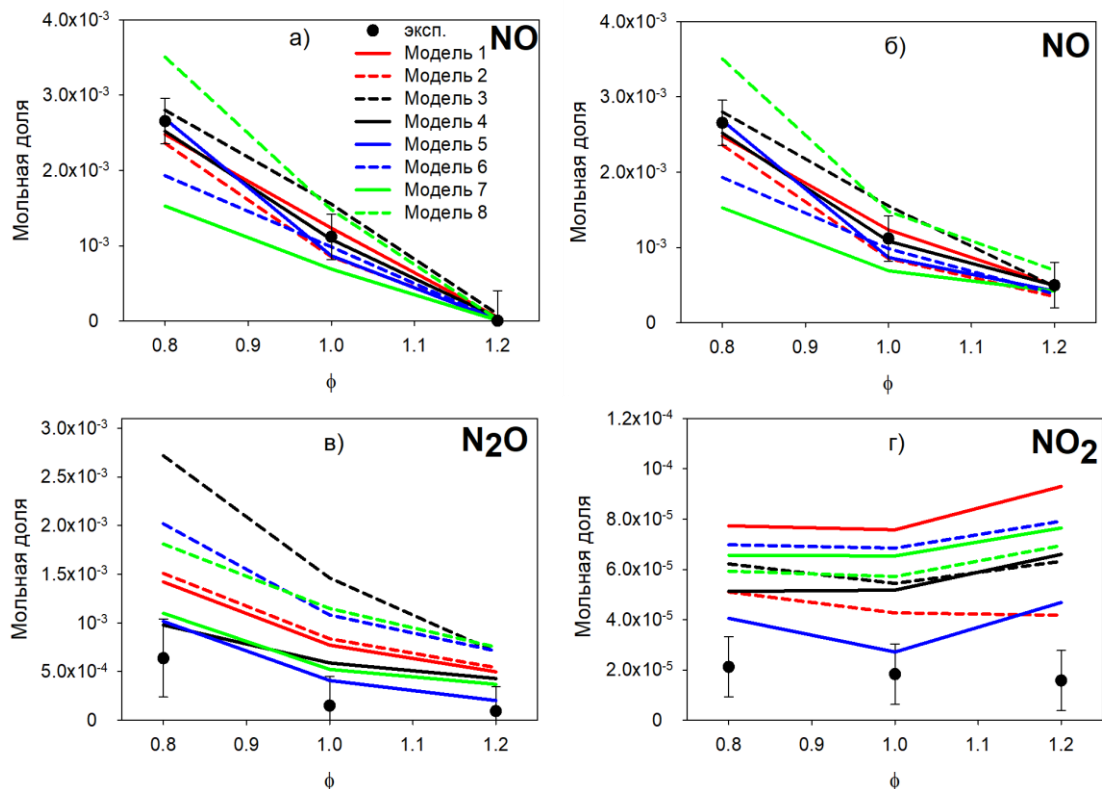 а) NO
4.0x10-3
3.0x10-3
2.0x10-3
10-3
0
Мольная доля
эксп.
Модель 1
Модель 2
Модель 3
Модель 4
Модель 5
Модель 6
Модель 7
Модель 8
0.8 0.9 1.0 1.1 1.2
ϕ
б) NO
4.0x10-3
3.0x10-3
2.0x10-3
10-3
0
Мольная доля
0.8 0.9 1.0 1.1 1.2
ϕ
в) N2O
3.0x10-3
2.5x10-3
2.0x10-3
1.5x10-3
10-3
5.0x10-4
0
Мольная доля
0.8 0.9 1.0 1.1 1.2
ϕ
г) NO2
1.2x10-4
10-4
8.0x10-5
6.0x10-5
4.0x10-5
2.0x10-5
0
Мольная доля
0.8 0.9 1.0 1.1 1.2
ϕ